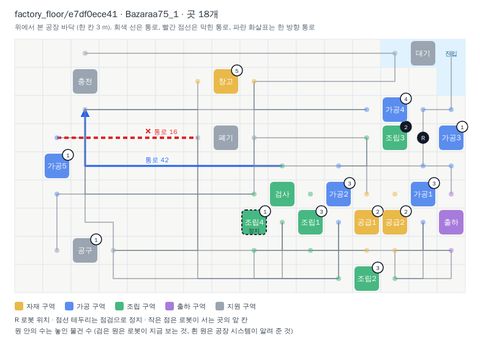 factory_floor/e7df0ece41 · Bazaraa75_1 · 곳 18개
위에서 본 공장 바닥 (한 칸 3 m). 회색 선은 통로, 빨간 점선은 막힌 통로, 파란 화살표는 한 방향 통로
대기
진입
충전
창고 5
가공4 4
✕ 통로 16
폐기
조립3 2
R
가공3 1
가공5 1
통로 42
검사
가공2 3
가공1 3
조립4 1
조립1 3
공급1 2
공급2 2
출하
공구 1
조립2 3
자재 구역
가공 구역
조립 구역
출하 구역
지원 구역
R 로봇 위치 · 점선 테두리는 점검으로 정지 · 작은 점은 로봇이 서는 곳의 앞 칸
원 안의 수는 놓인 물건 수 (검은 원은 로봇이 지금 보는 것, 흰 원은 공장 시스템이 알려 준 것)